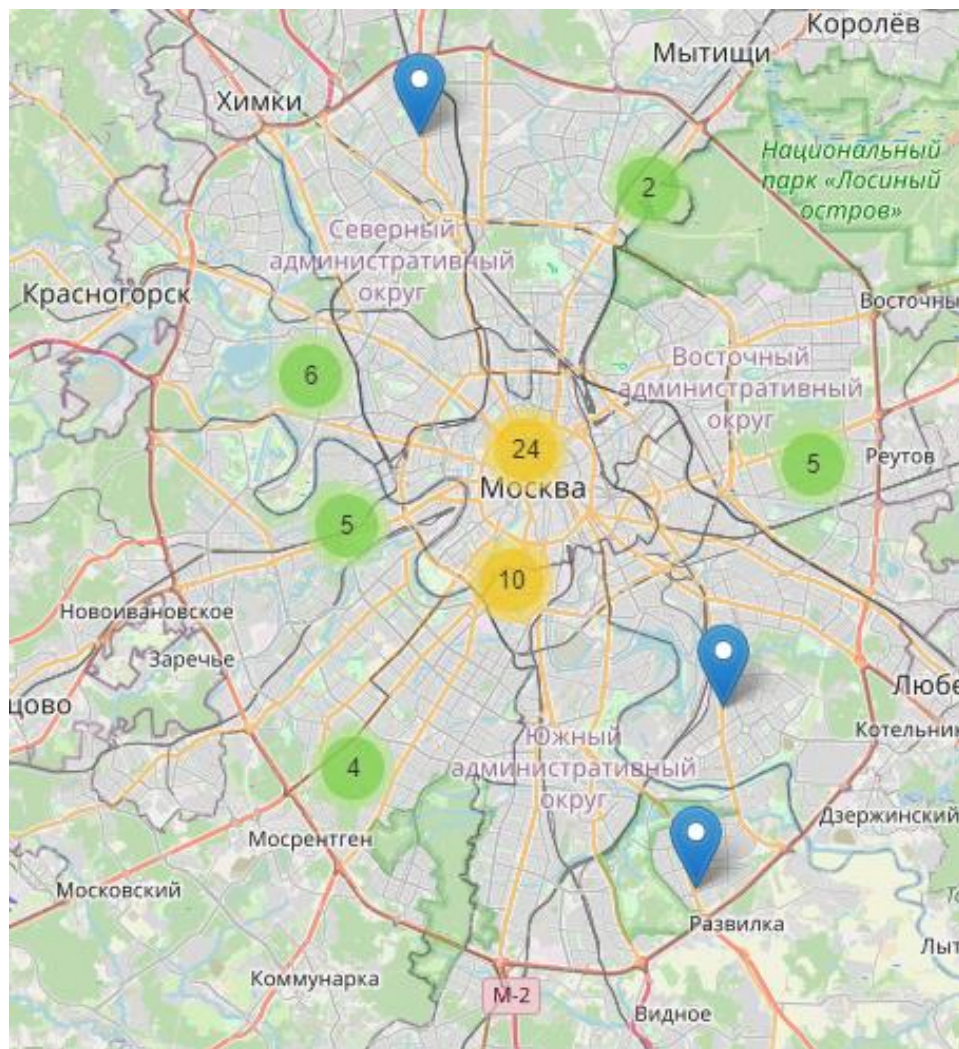 Королёв
Мытищи
Химки
Национальный
парк «Лосиный
остров»
2
Северный
административный
округ
Красногорск
Восточны
6
Восточный
административный
округ
24
5
Реутов
Москва
5
10
Новоивановское
Заречье
Любе
цово
Котельник
Южный
административный
округ
4
Дзержинский
Мосрентген
Московский
Развилка
Лыт
Коммунарка
М-2
Видное